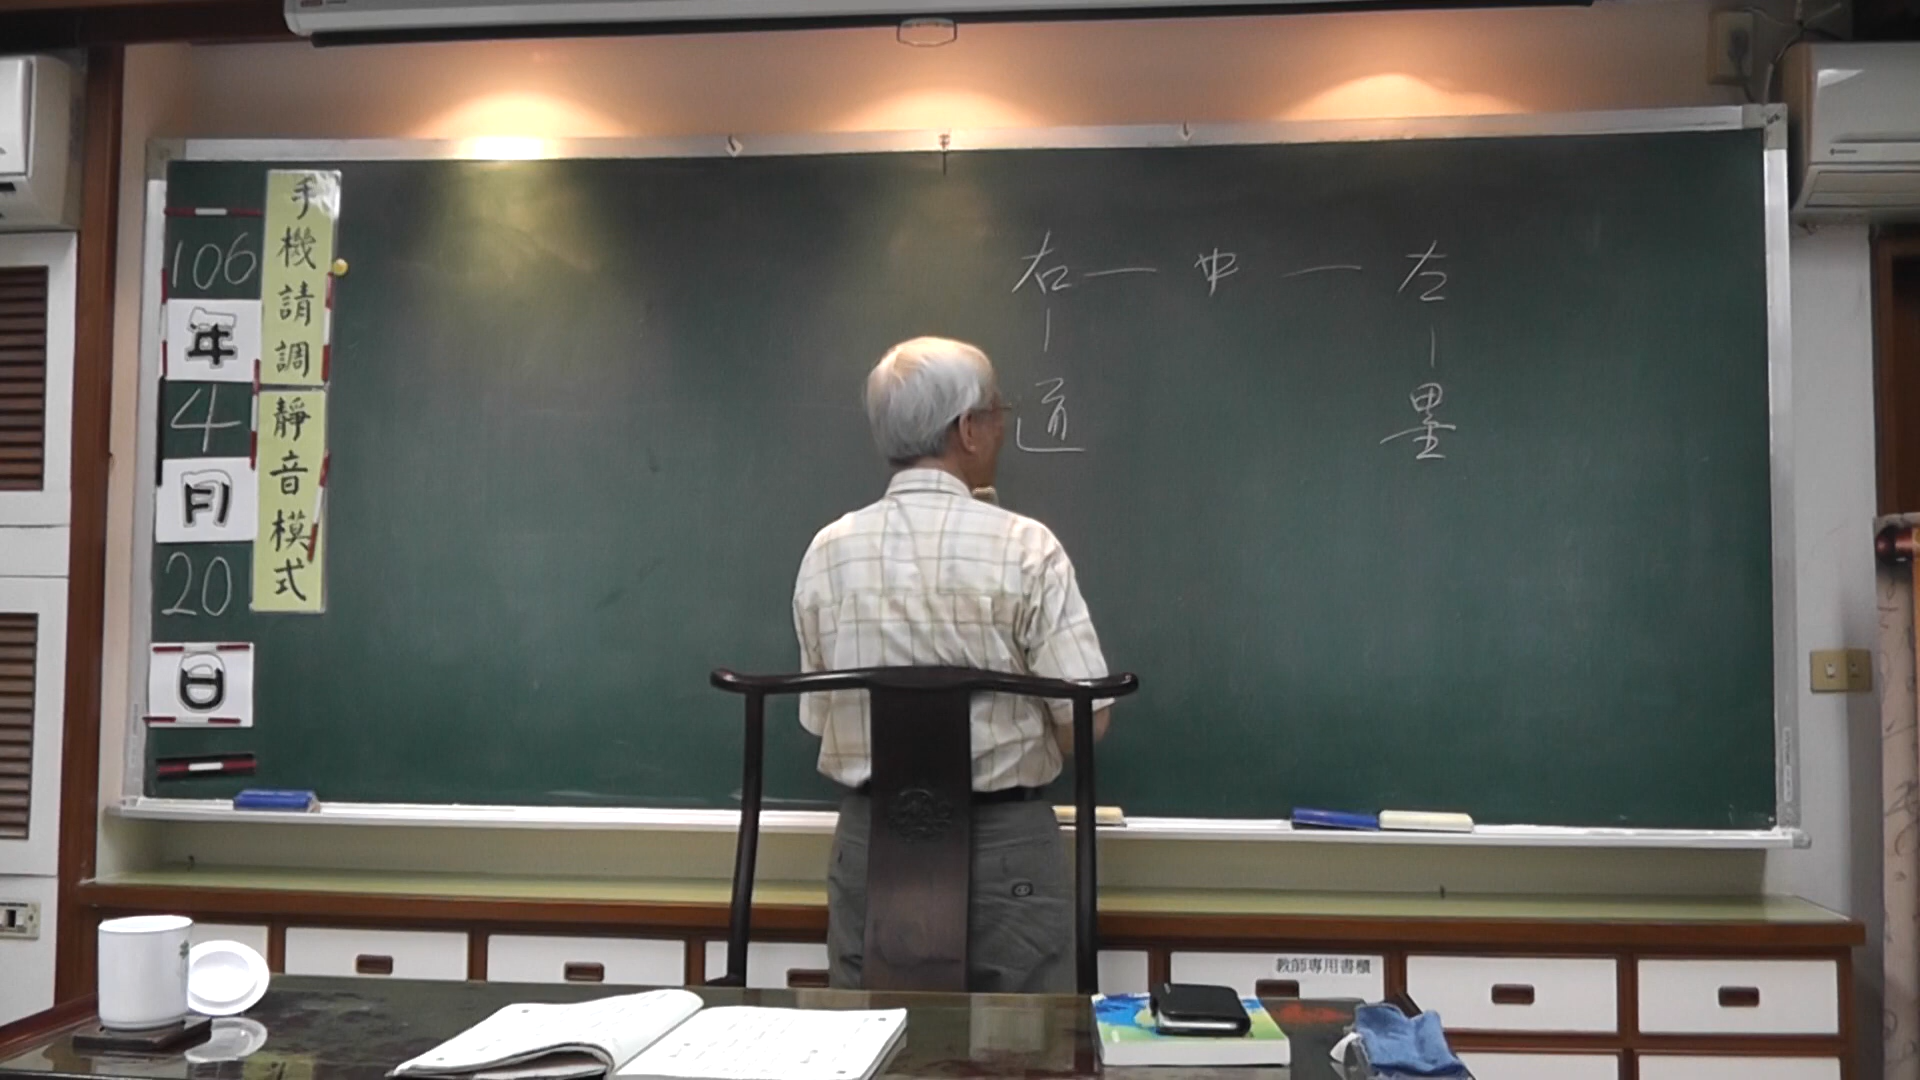 手機請調靜音模式
106
年
4
月
20
日
右 — 中 — 左
道 墨
教師專用書櫃